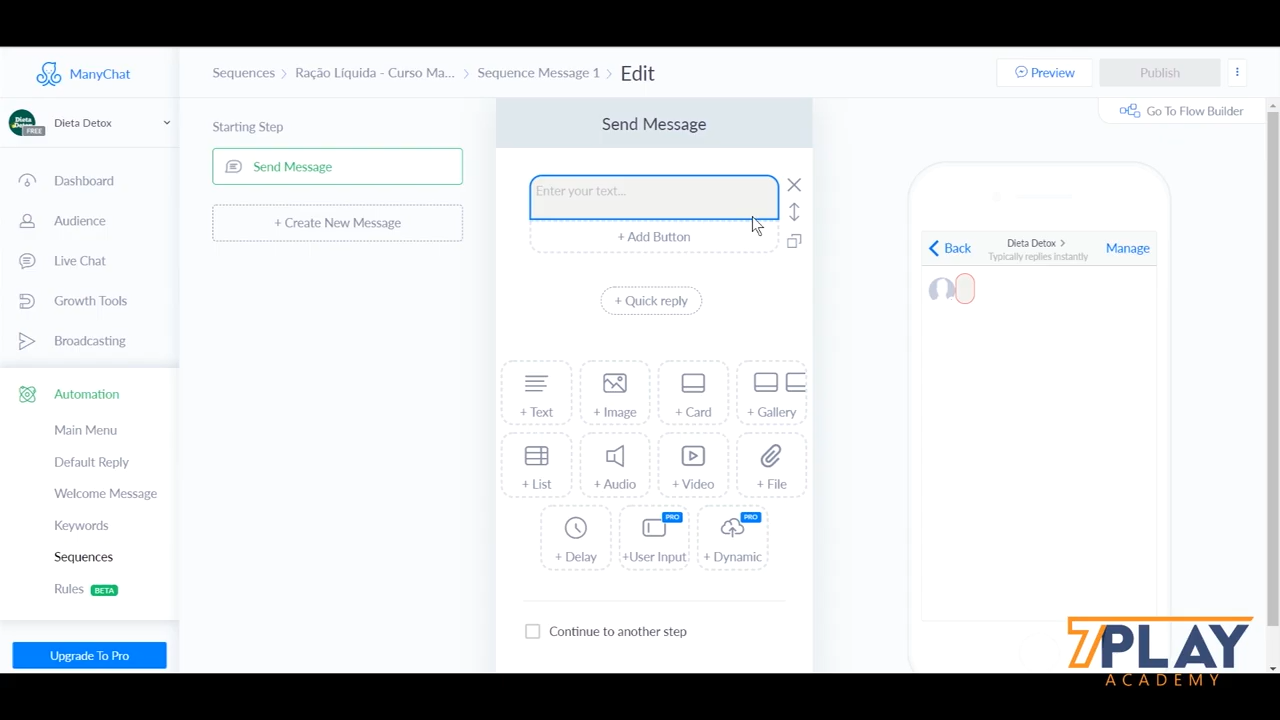 ManyChat
Sequences > Ração Líquida - Curso Ma... > Sequence Message 1 > Edit
Preview
Publish
Dieta Detox
FREE
Go To Flow Builder
Dashboard
Audience
Live Chat
Growth Tools
Broadcasting
Automation
Main Menu
Default Reply
Welcome Message
Keywords
Sequences
Rules BETA
Upgrade To Pro
Starting Step
Send Message
+ Create New Message
Send Message
Enter your text...
+ Add Button
+ Quick reply
+ Text
+ Image
+ Card
+ Gallery
+ List
+ Audio
+ Video
+ File
+ Delay
PRO
+User Input
PRO
+ Dynamic
Continue to another step
Back
Dieta Detox >
Typically replies instantly
Manage
7PLAY
ACADEMY